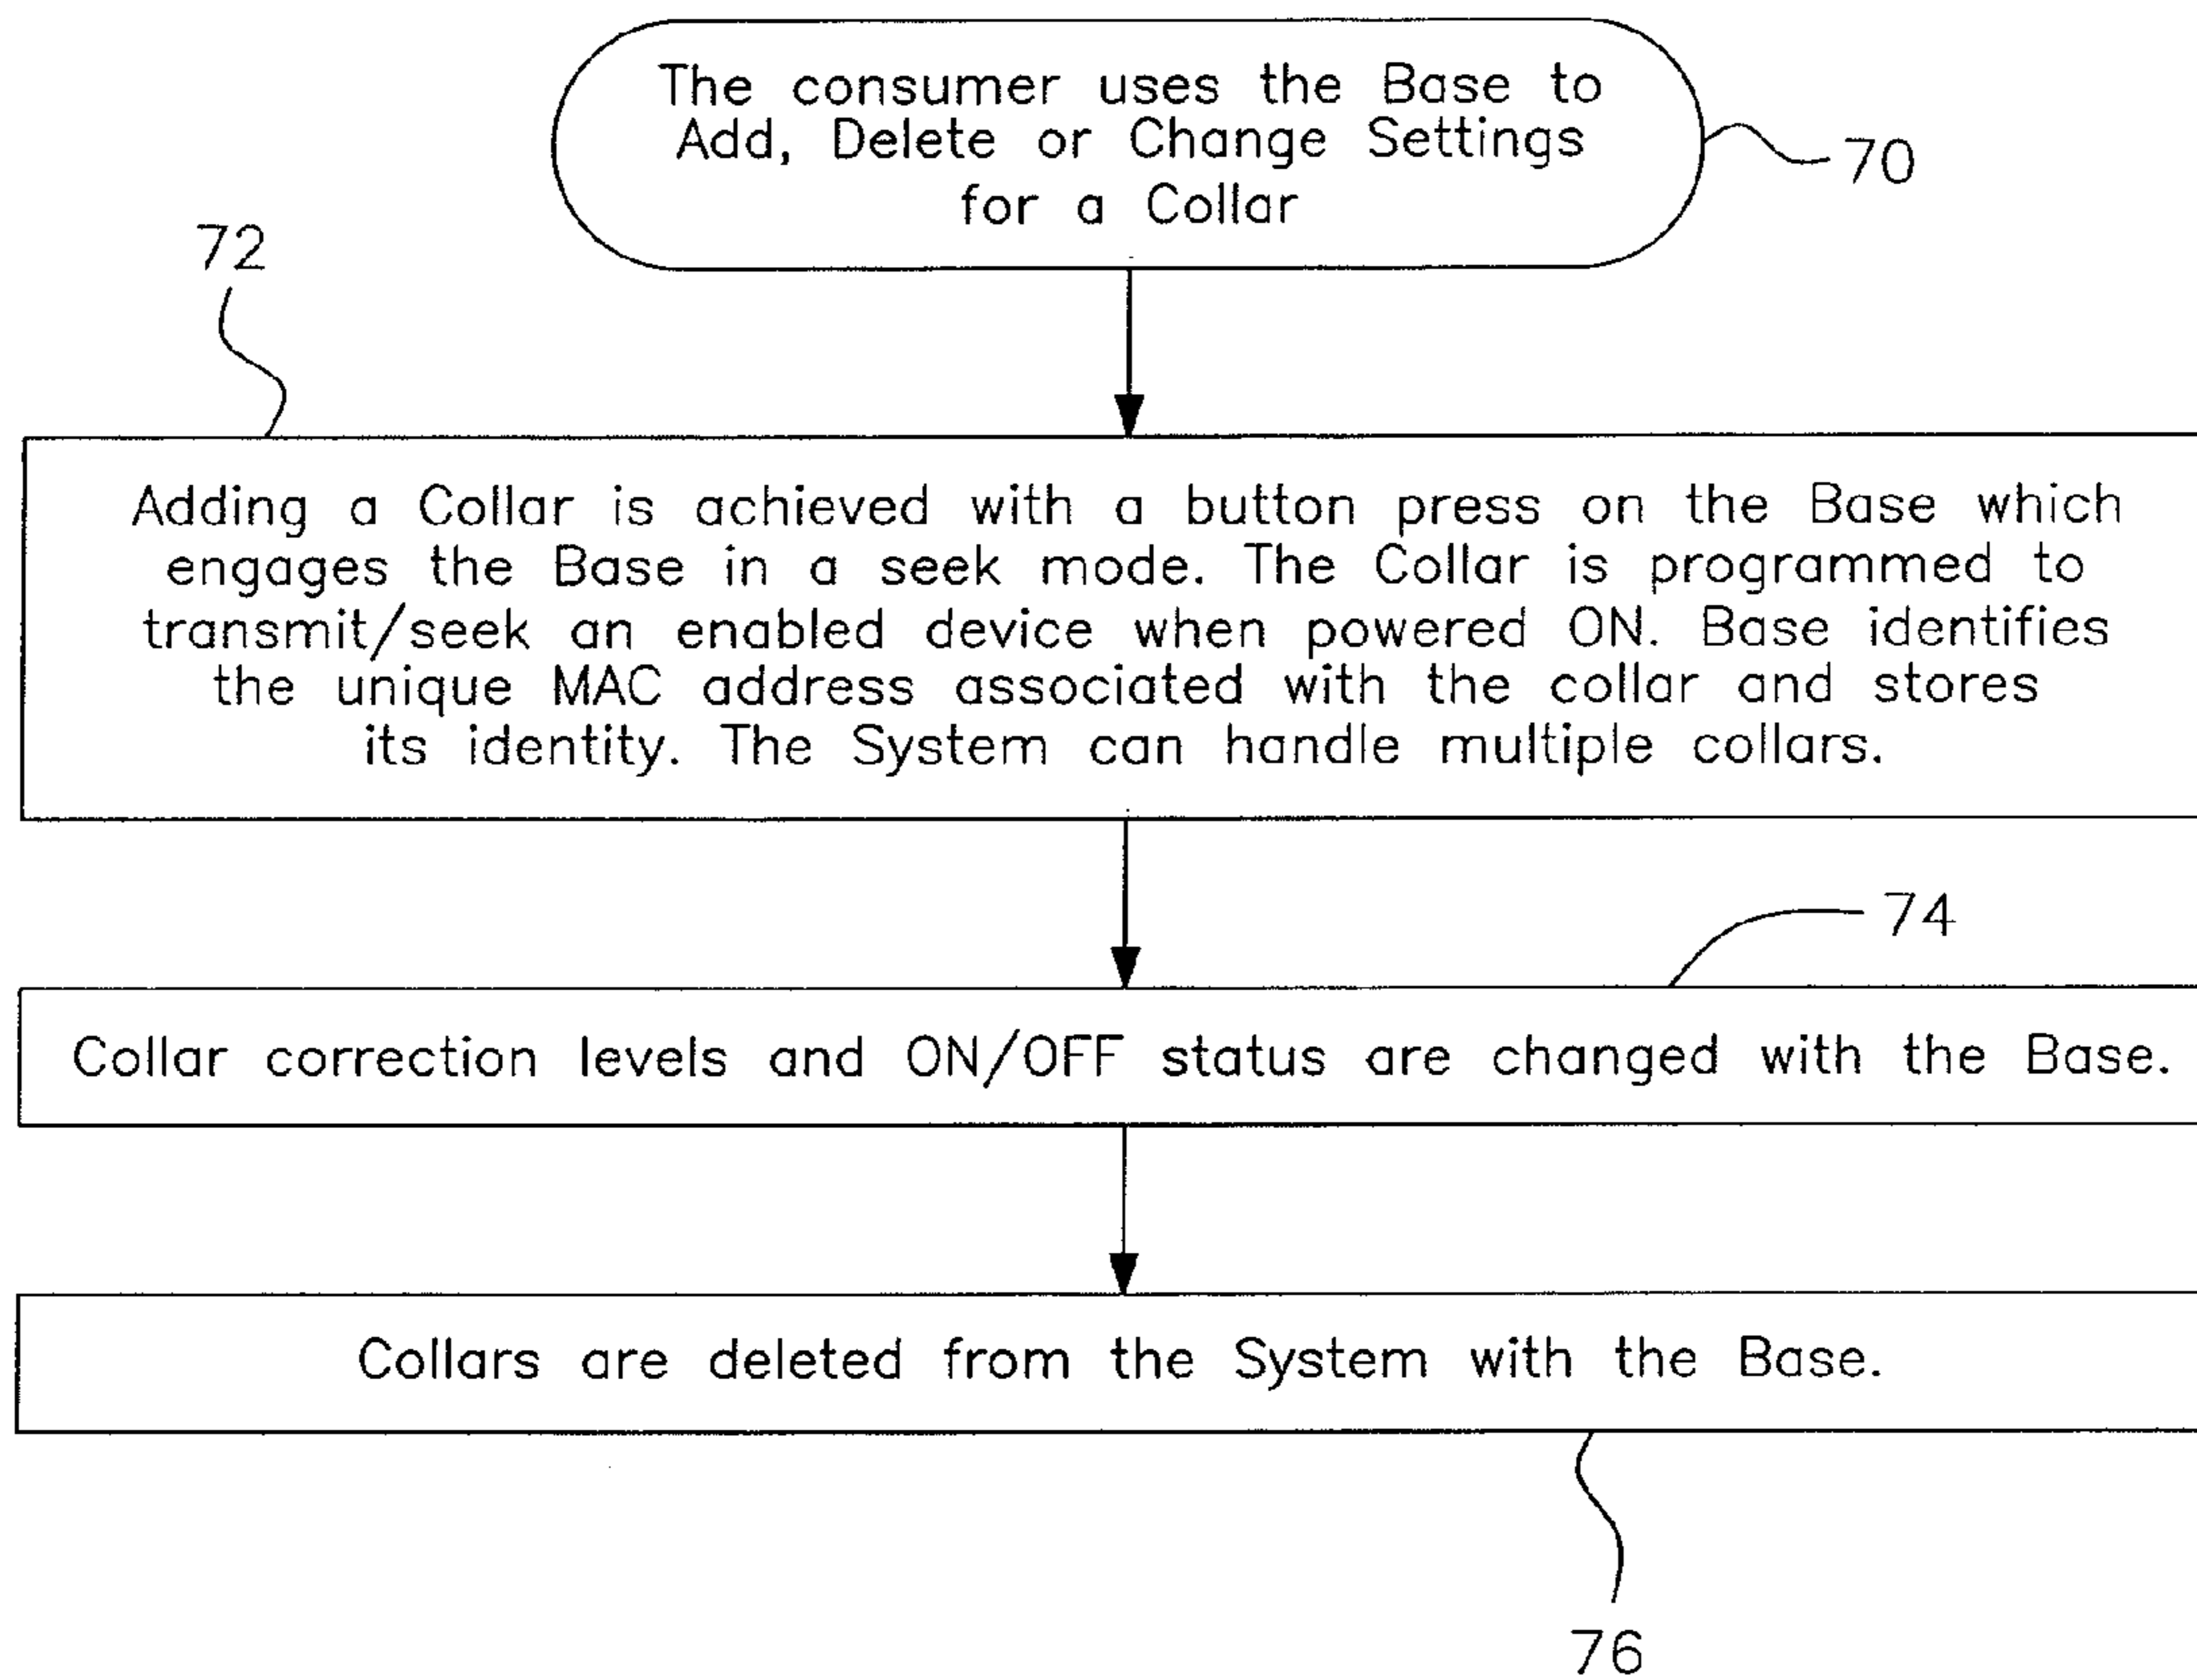 The consumer uses the Base to
Add, Delete or Change Settings
for a Collar
70
72
Adding a Collar is achieved with a button press on the Base which
engages the Base in a seek mode. The Collar is programmed to
transmit/seek an enabled device when powered ON. Base identifies
the unique MAC address associated with the collar and stores
its identity. The System can handle multiple collars.
74
Collar correction levels and ON/OFF status are changed with the Base.
Collars are deleted from the System with the Base.
76